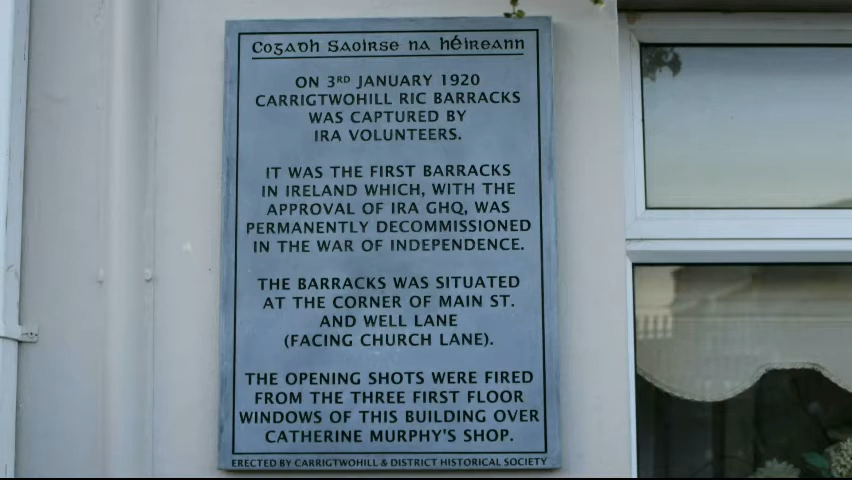 Cogadh Saoirse na hÉireann
ON 3RD JANUARY 1920
CARRIGTWOHILL RIC BARRACKS
WAS CAPTURED BY
IRA VOLUNTEERS.
IT WAS THE FIRST BARRACKS
IN IRELAND WHICH, WITH THE
APPROVAL OF IRA GHQ, WAS
PERMANENTLY DECOMMISSIONED
IN THE WAR OF INDEPENDENCE.
THE BARRACKS WAS SITUATED
AT THE CORNER OF MAIN ST.
AND WELL LANE
(FACING CHURCH LANE).
THE OPENING SHOTS WERE FIRED
FROM THE THREE FIRST FLOOR
WINDOWS OF THIS BUILDING OVER
CATHERINE MURPHY'S SHOP.
ERECTED BY CARRIGTWOHILL & DISTRICT HISTORICAL SOCIETY